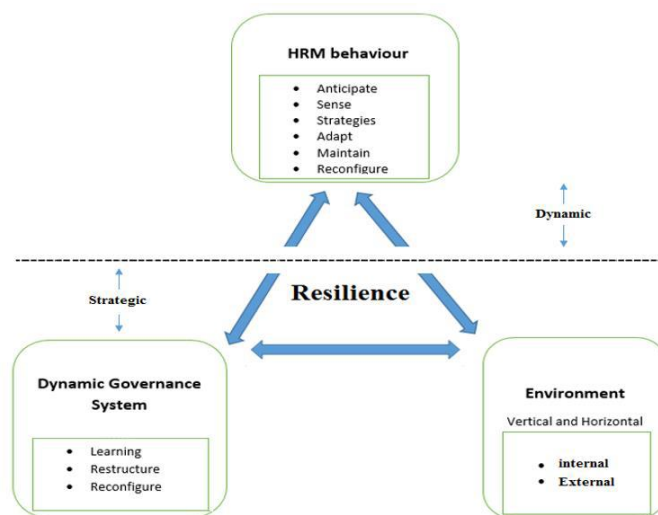 HRM behaviour
• Anticipate
• Sense
• Strategies
• Adapt
• Maintain
• Reconfigure
Dynamic
Strategic
Resilience
Dynamic Governance
System
• Learning
• Restructure
• Reconfigure
Environment
Vertical and Horizontal
• internal
• External